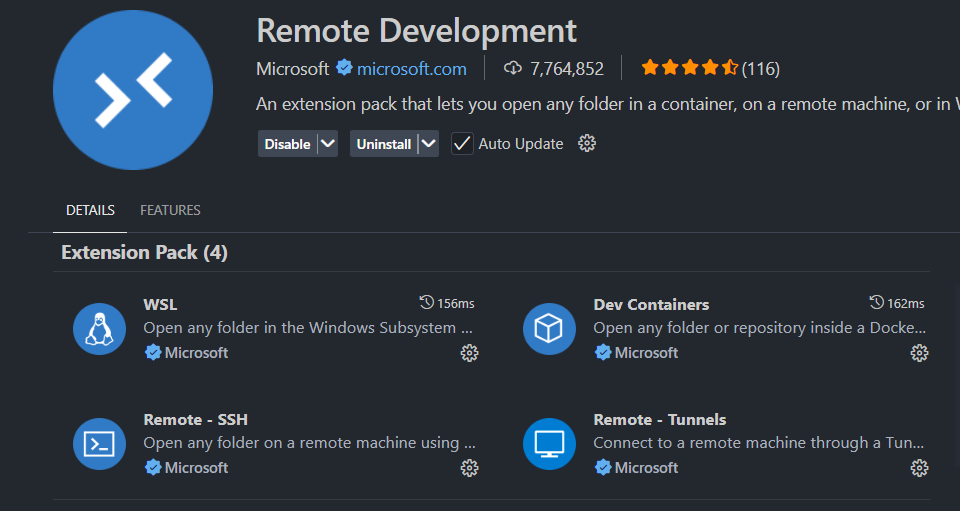 Remote Development
Microsoft microsoft.com 7,764,852 (116)
An extension pack that lets you open any folder in a container, on a remote machine, or in
Disable Uninstall Auto Update
DETAILS FEATURES
Extension Pack (4)
WSL 156ms
Open any folder in the Windows Subsystem ...
Microsoft
Dev Containers 162ms
Open any folder or repository inside a Docke...
Microsoft
Remote - SSH
Open any folder on a remote machine using ...
Microsoft
Remote - Tunnels
Connect to a remote machine through a Tun...
Microsoft